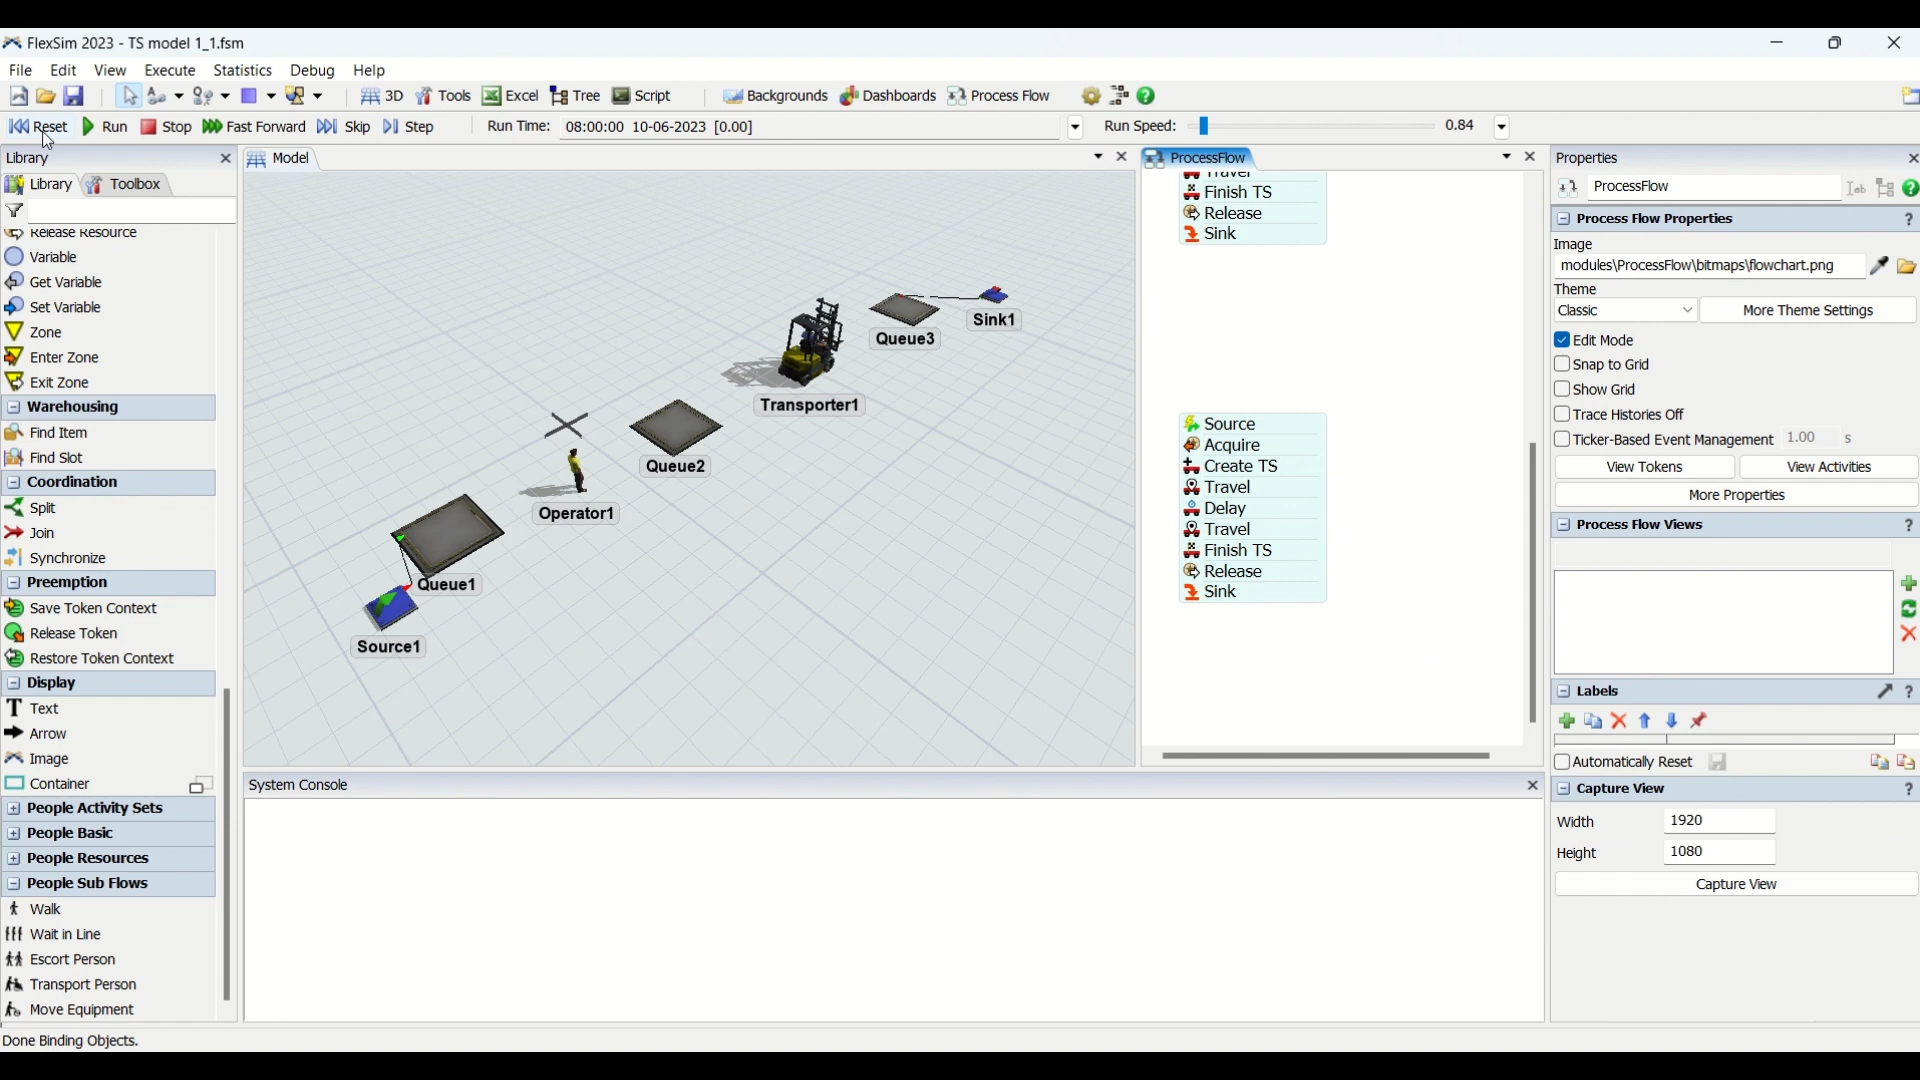 FlexSim 2023 - TS model 1_1.fsm
File Edit View Execute Statistics Debug Help
3D Tools Excel Tree Script Backgrounds Dashboards Process Flow
Reset Run Stop Fast Forward Skip Step Run Time: 08:00:00 10-06-2023 [0.00] Run Speed: 0.84
Library
Library Toolbox
Release Resource
Variable
Get Variable
Set Variable
Zone
Enter Zone
Exit Zone
Warehousing
Find Item
Find Slot
Coordination
Split
Join
Synchronize
Preemption
Save Token Context
Release Token
Restore Token Context
Display
Text
Arrow
Image
Container
People Activity Sets
People Basic
People Resources
People Sub Flows
Walk
Wait in Line
Escort Person
Transport Person
Move Equipment
Done Binding Objects.
Model
Sink1
Queue3
Transporter1
Queue2
Operator1
Queue1
Source1
System Console
ProcessFlow
Travel
Finish TS
Release
Sink
Source
Acquire
Create TS
Travel
Delay
Travel
Finish TS
Release
Sink
Properties
ProcessFlow
Process Flow Properties ?
Image
modules\ProcessFlow\bitmaps\flowchart.png
Theme
Classic More Theme Settings
Edit Mode
Snap to Grid
Show Grid
Trace Histories Off
Ticker-Based Event Management 1.00 s
View Tokens View Activities
More Properties
Process Flow Views ?
Labels ?
Automatically Reset
Capture View ?
Width 1920
Height 1080
Capture View